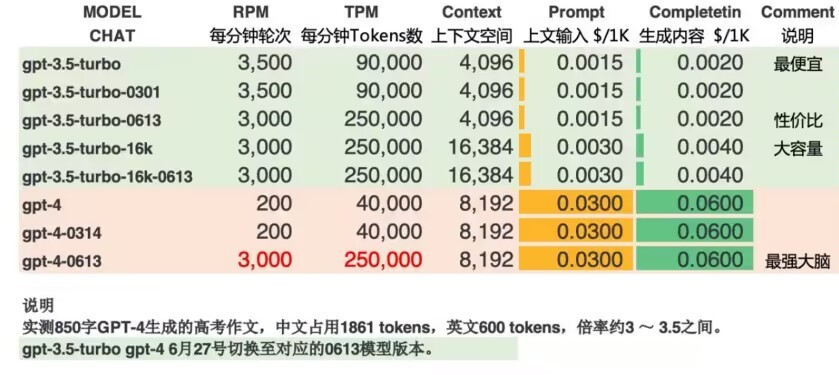 MODEL RPM TPM Context Prompt Completetin Comment
CHAT 每分钟轮次 每分钟Tokens数 上下文空间 上文输入 $/1K 生成内容 $/1K 说明
gpt-3.5-turbo 3,500 90,000 4,096 0.0015 0.0020 最便宜
gpt-3.5-turbo-0301 3,500 90,000 4,096 0.0015 0.0020
gpt-3.5-turbo-0613 3,000 250,000 4,096 0.0015 0.0020 性价比
gpt-3.5-turbo-16k 3,000 250,000 16,384 0.0030 0.0040 大容量
gpt-3.5-turbo-16k-0613 3,000 250,000 16,384 0.0030 0.0040
gpt-4 200 40,000 8,192 0.0300 0.0600
gpt-4-0314 200 40,000 8,192 0.0300 0.0600
gpt-4-0613 3,000 250,000 8,192 0.0300 0.0600 最强大脑
说明
实测850字GPT-4生成的高考作文，中文占用1861 tokens，英文600 tokens，倍率约3 ～ 3.5之间。
gpt-3.5-turbo gpt-4 6月27号切换至对应的0613模型版本。